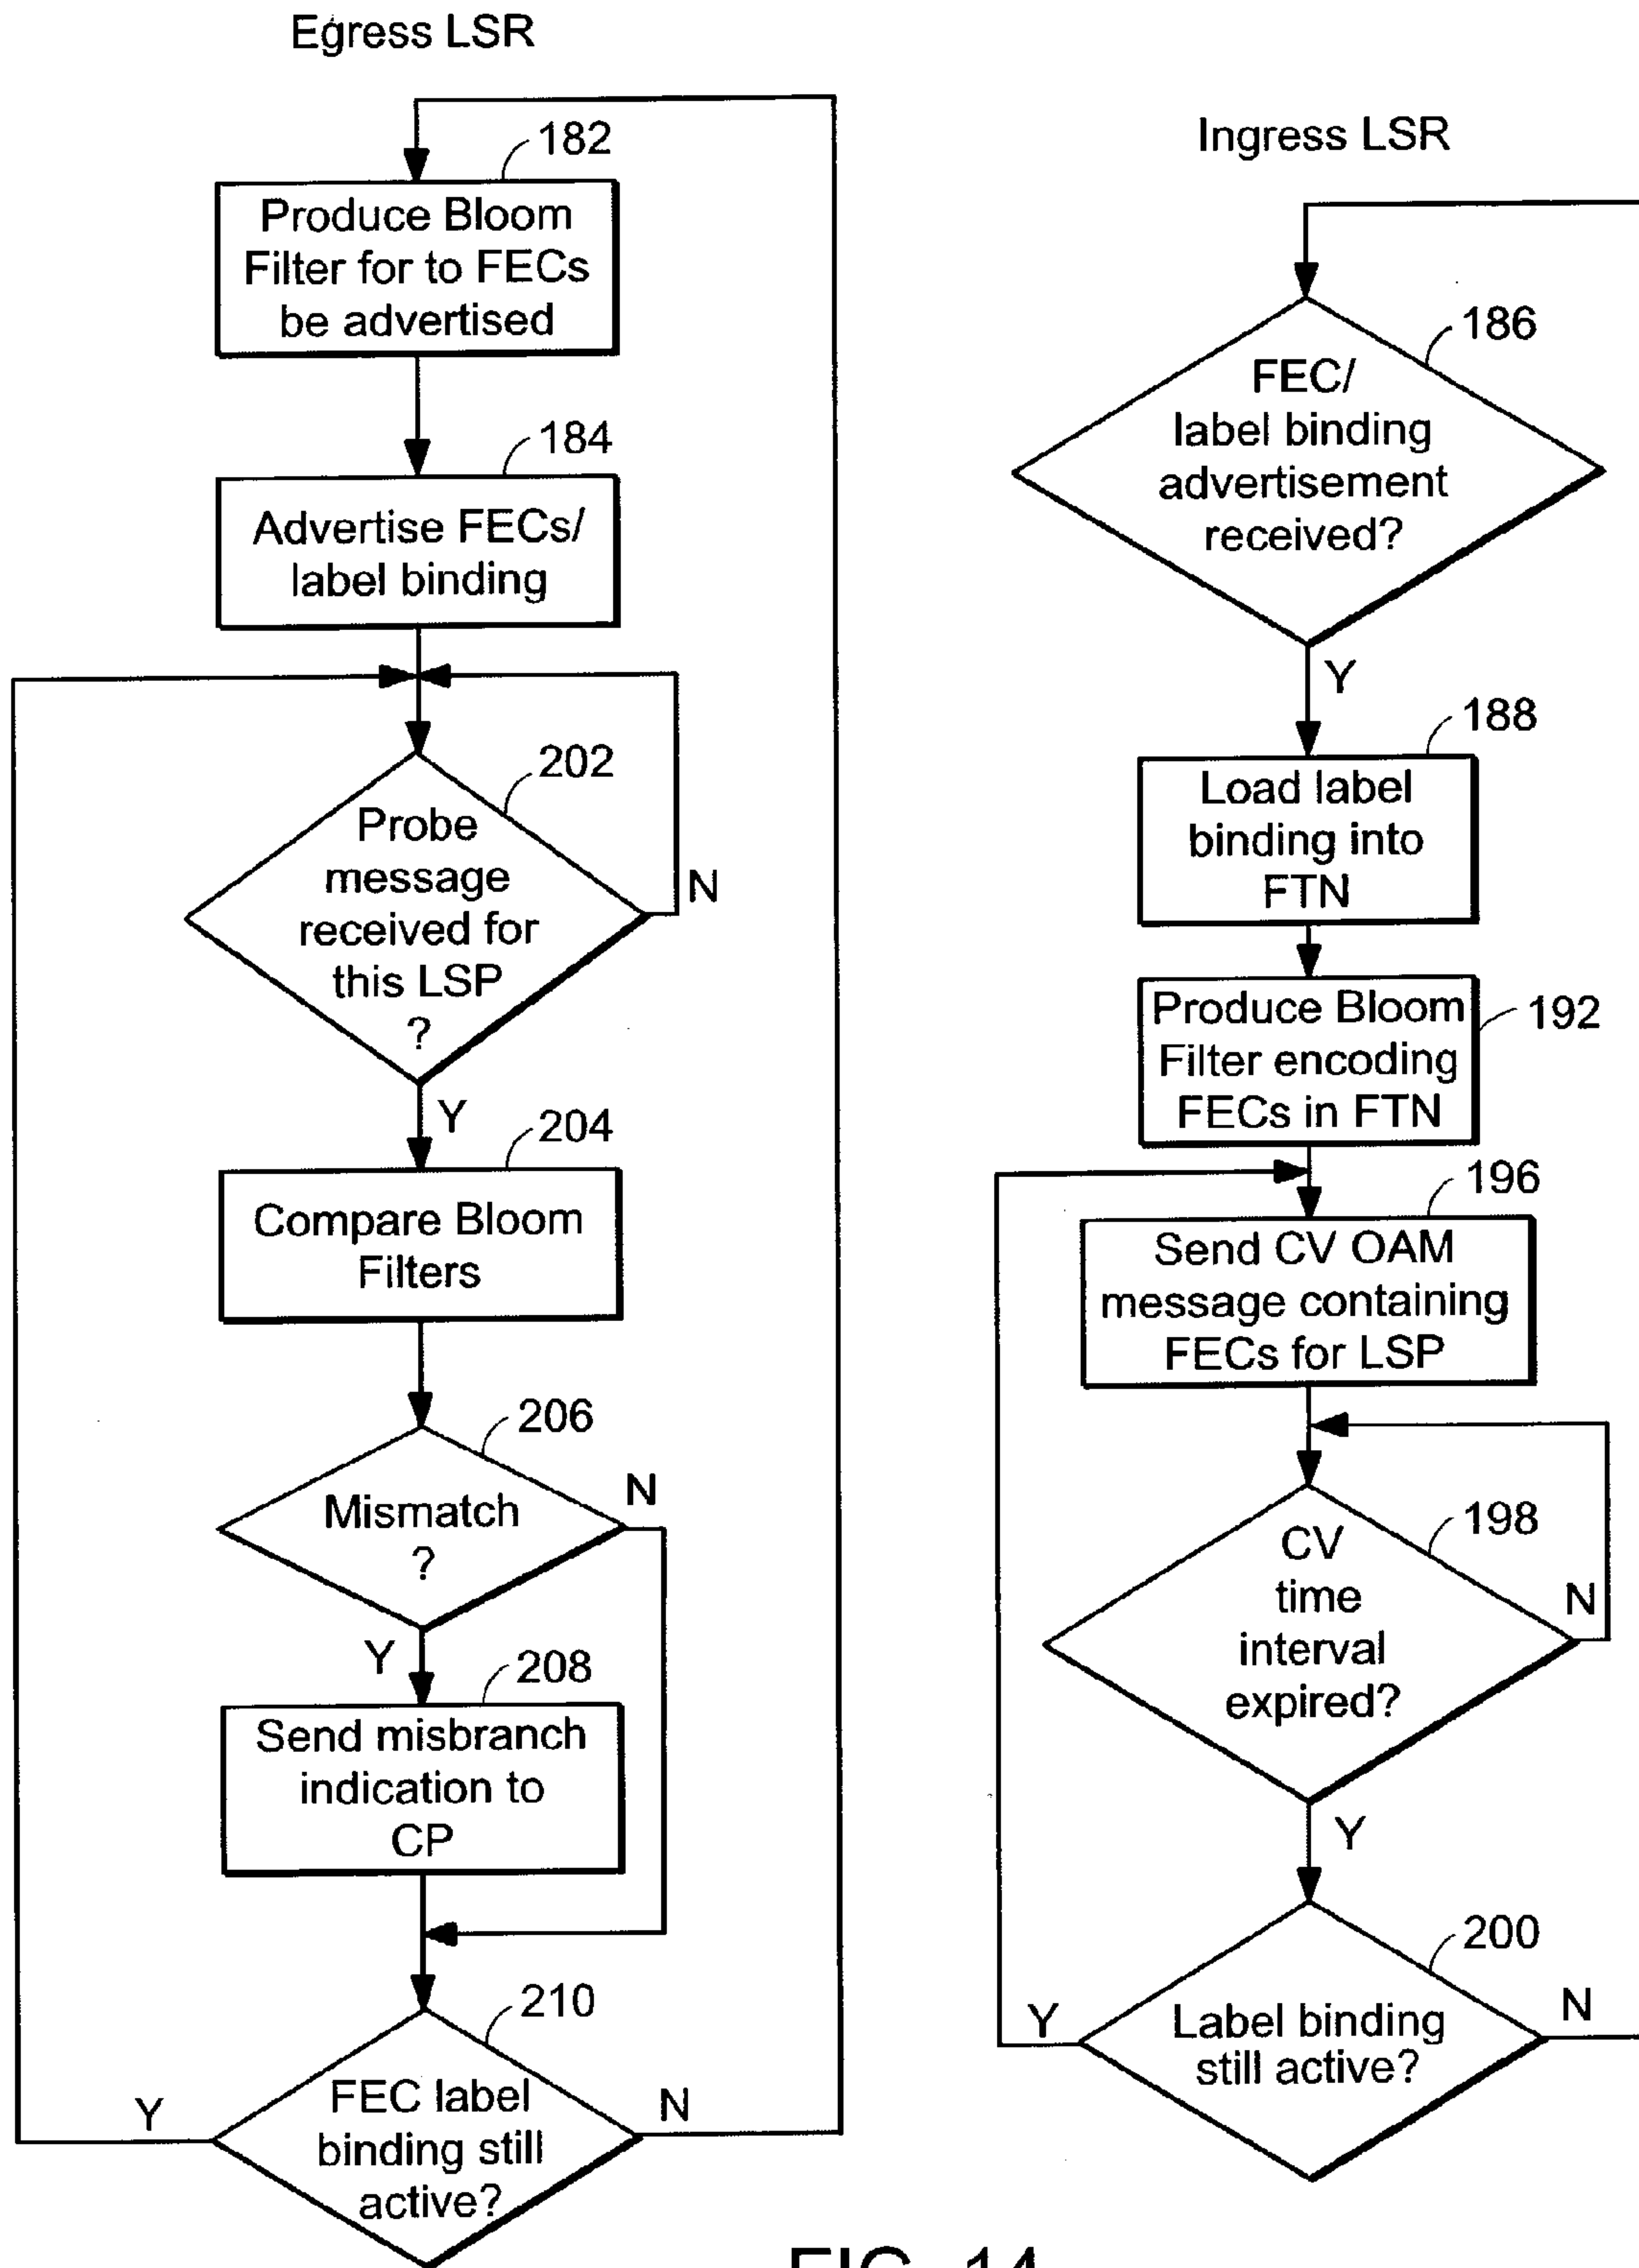 Egress LSR
182
Produce Bloom
Filter for to FECs
be advertised
184
Advertise FECs/
label binding
202
Probe
message
received for
this LSP
?
N
Y
204
Compare Bloom
Filters
206
Mismatch
?
N
Y
208
Send misbranch
indication to
CP
210
FEC label
binding still
active?
Y
N
Ingress LSR
186
FEC/
label binding
advertisement
received?
Y
188
Load label
binding into
FTN
192
Produce Bloom
Filter encoding
FECs in FTN
196
Send CV OAM
message containing
FECs for LSP
198
CV
time
interval
expired?
N
Y
200
Label binding
still active?
Y
N
FIG. 14